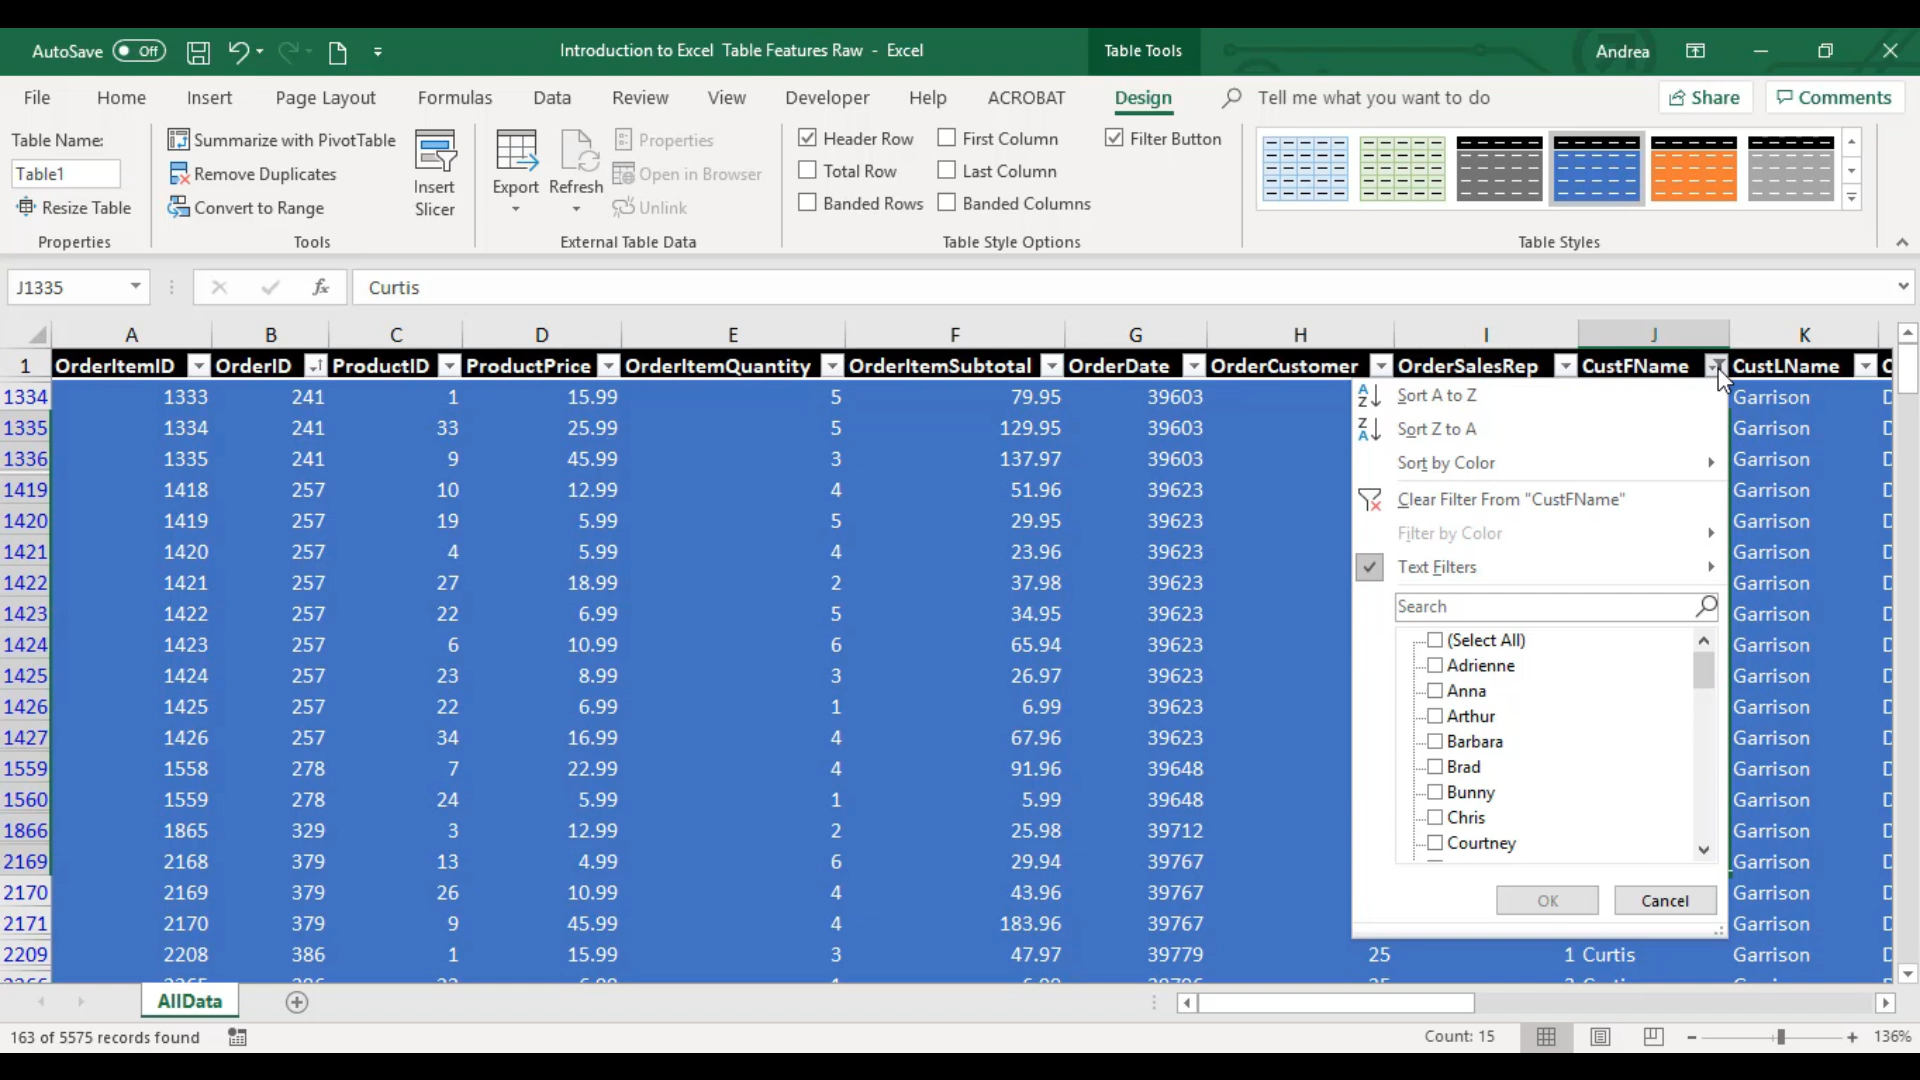 AutoSave Off Introduction to Excel Table Features Raw - Excel Table Tools Andrea
File Home Insert Page Layout Formulas Data Review View Developer Help ACROBAT Design Tell me what you want to do Share Comments
Table Name:
Table1
Resize Table
Properties
Summarize with PivotTable
Remove Duplicates
Convert to Range
Tools
Insert
Slicer
Export
Refresh
Properties
Open in Browser
Unlink
External Table Data
Header Row First Column Filter Button
Total Row Last Column
Banded Rows Banded Columns
Table Style Options
Table Styles
J1335 fx Curtis
A B C D E F G H I J K
1 OrderItemID OrderID ProductID ProductPrice OrderItemQuantity OrderItemSubtotal OrderDate OrderCustomer OrderSalesRep CustFName CustLName
1334 1333 241 1 15.99 5 79.95 39603 Garrison
1335 1334 241 33 25.99 5 129.95 39603 Garrison
1336 1335 241 9 45.99 3 137.97 39603 Garrison
1419 1418 257 10 12.99 4 51.96 39623 Garrison
1420 1419 257 19 5.99 5 29.95 39623 Garrison
1421 1420 257 4 5.99 4 23.96 39623 Garrison
1422 1421 257 27 18.99 2 37.98 39623 Garrison
1423 1422 257 22 6.99 5 34.95 39623 Garrison
1424 1423 257 6 10.99 6 65.94 39623 Garrison
1425 1424 257 23 8.99 3 26.97 39623 Garrison
1426 1425 257 22 6.99 1 6.99 39623 Garrison
1427 1426 257 34 16.99 4 67.96 39623 Garrison
1559 1558 278 7 22.99 4 91.96 39648 Garrison
1560 1559 278 24 5.99 1 5.99 39648 Garrison
1866 1865 329 3 12.99 2 25.98 39712 Garrison
2169 2168 379 13 4.99 6 29.94 39767 Garrison
2170 2169 379 26 10.99 4 43.96 39767 Garrison
2171 2170 379 9 45.99 4 183.96 39767 Garrison
2209 2208 386 1 15.99 3 47.97 39779 25 1 Curtis Garrison
Sort A to Z
Sort Z to A
Sort by Color
Clear Filter From "CustFName"
Filter by Color
Text Filters
Search
(Select All)
Adrienne
Anna
Arthur
Barbara
Brad
Bunny
Chris
Courtney
OK Cancel
AllData
163 of 5575 records found Count: 15 136%